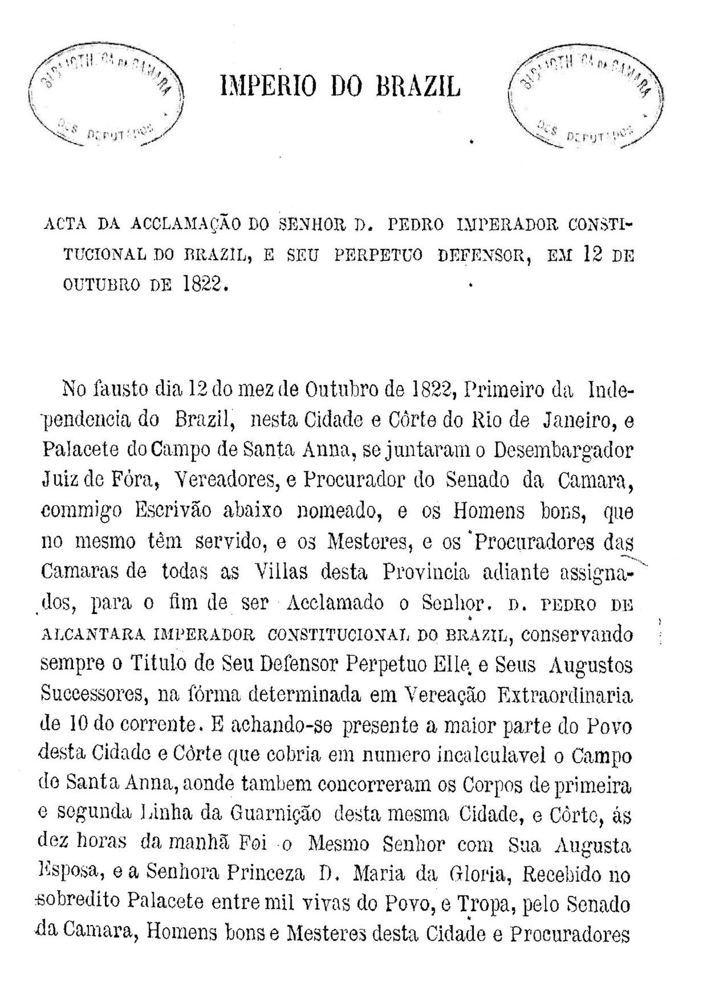 BIBLIOTHECA DA CAMARA
DOS DEPUTADOS
IMPERIO DO BRAZIL
BIBLIOTHECA DA CAMARA
DOS DEPUTADOS
ACTA DA ACCLAMAÇÃO DO SENHOR D. PEDRO IMPERADOR CONSTI-
TUCIONAL DO BRAZIL, E SEU PERPETUO DEFENSOR, EM 12 DE
OUTUBRO DE 1822.
No fausto dia 12 do mez de Outubro de 1822, Primeiro da Inde-
pendencia do Brazil, nesta Cidade e Côrte do Rio de Janeiro, e
Palacete do Campo de Santa Anna, se juntaram o Desembargador
Juiz de Fóra, Vereadores, e Procurador do Senado da Camara,
commigo Escrivão abaixo nomeado, e os Homens bons, que
no mesmo têm servido, e os Mesteres, e os Procuradores das
Camaras de todas as Villas desta Provincia adiante assigna-
dos, para o fim de ser Acclamado o Senhor. D. PEDRO DE
ALCANTARA IMPERADOR CONSTITUCIONAL DO BRAZIL, conservando
sempre o Titulo de Seu Defensor Perpetuo Elle, e Seus Augustos
Successores, na fórma determinada em Vereação Extraordinaria
de 10 do corrente. E achando-se presente a maior parte do Povo
desta Cidade e Côrte que cobria em numero incalculavel o Campo
de Santa Anna, aonde tambem concorreram os Corpos de primeira
e segunda Linha da Guarnição desta mesma Cidade, e Côrte, ás
dez horas da manhã Foi o Mesmo Senhor com Sua Augusta
Esposa, e a Senhora Princeza D. Maria da Gloria, Recebido no
sobredito Palacete entre mil vivas do Povo, e Tropa, pelo Senado
da Camara, Homens bons e Mesteres desta Cidade e Procuradores